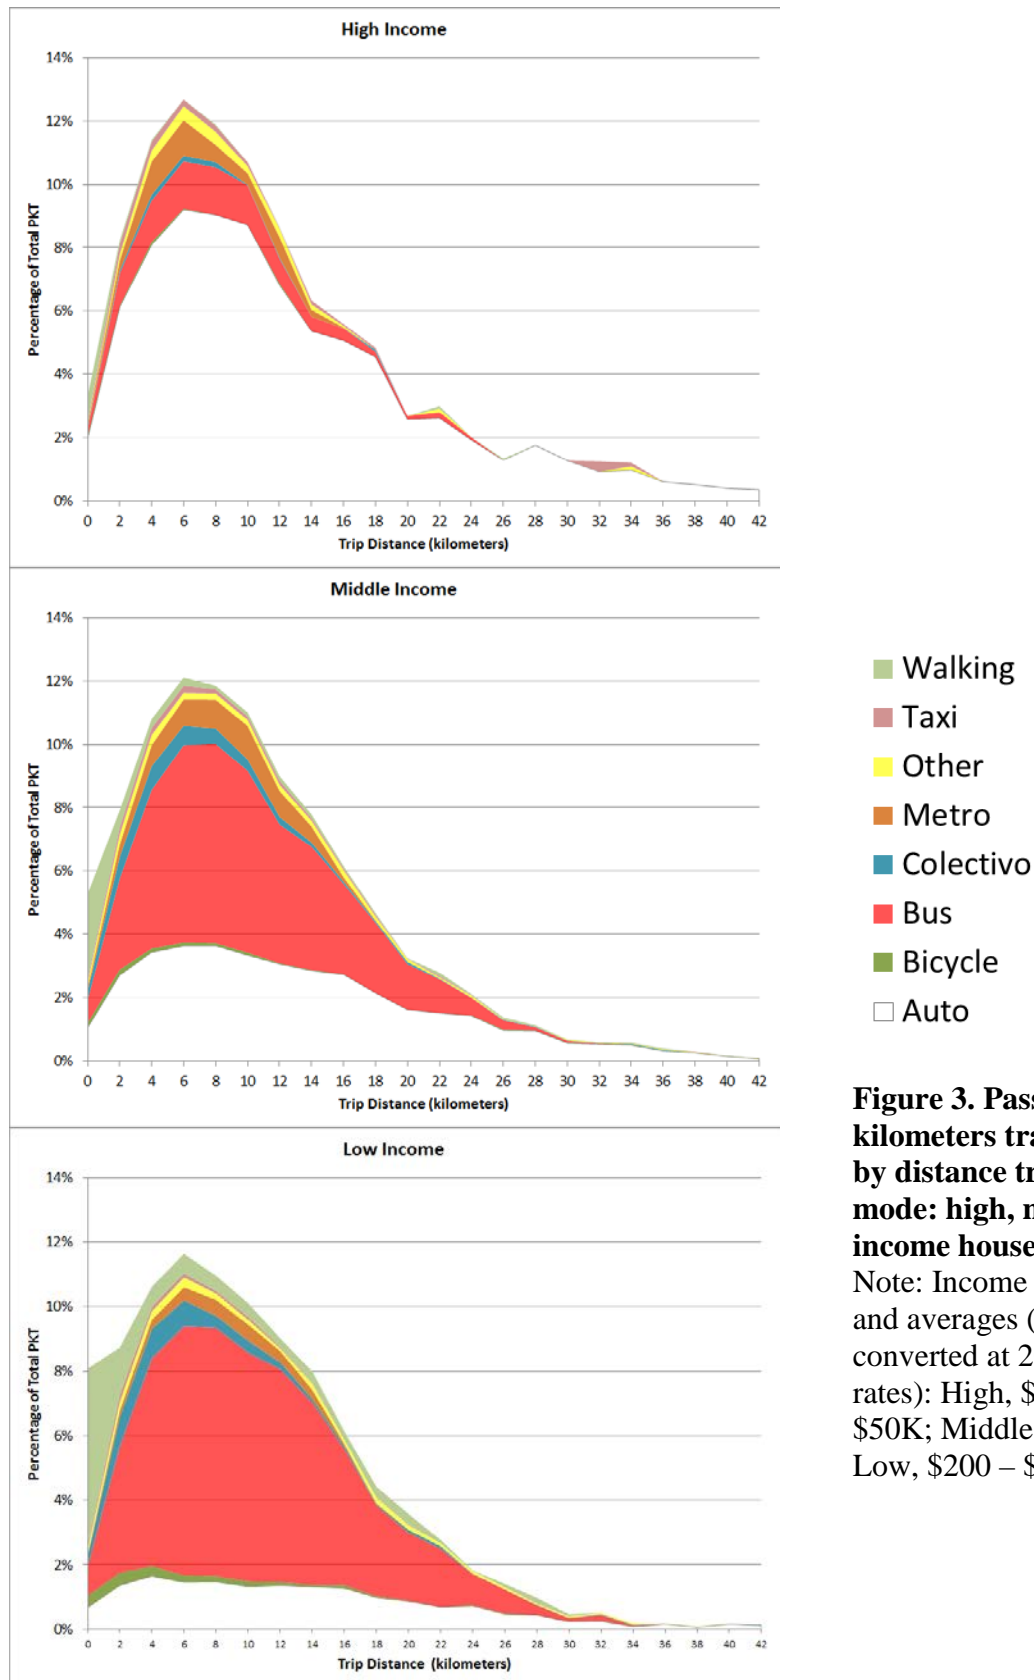 High Income
14%
12%
10%
8%
6%
4%
2%
0%
Percentage of Total PKT
0 2 4 6 8 10 12 14 16 18 20 22 24 26 28 30 32 34 36 38 40 42
Trip Distance (kilometers)
Middle Income
14%
12%
10%
8%
6%
4%
2%
0%
Percentage of Total PKT
0 2 4 6 8 10 12 14 16 18 20 22 24 26 28 30 32 34 36 38 40 42
Trip Distance (kilometers)
Low Income
14%
12%
10%
8%
6%
4%
2%
0%
Percentage of Total PKT
0 2 4 6 8 10 12 14 16 18 20 22 24 26 28 30 32 34 36 38 40 42
Trip Distance (kilometers)
Walking
Taxi
Other
Metro
Colectivo
Bus
Bicycle
Auto
Figure 3. Pass
kilometers tra
by distance tr
mode: high,
income house
Note: Income
and averages (
converted at 2
rates): High, $
$50K; Middle
Low, $200 – $